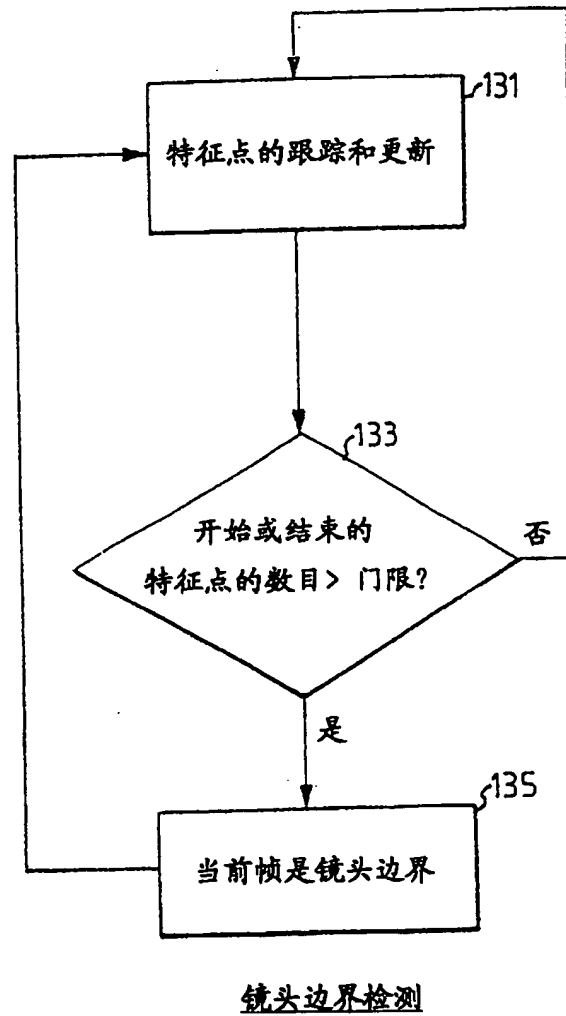 131
特征点的跟踪和更新
133
开始或结束的
特征点的数目> 门限?
否
是
135
当前帧是镜头边界
镜头边界检测